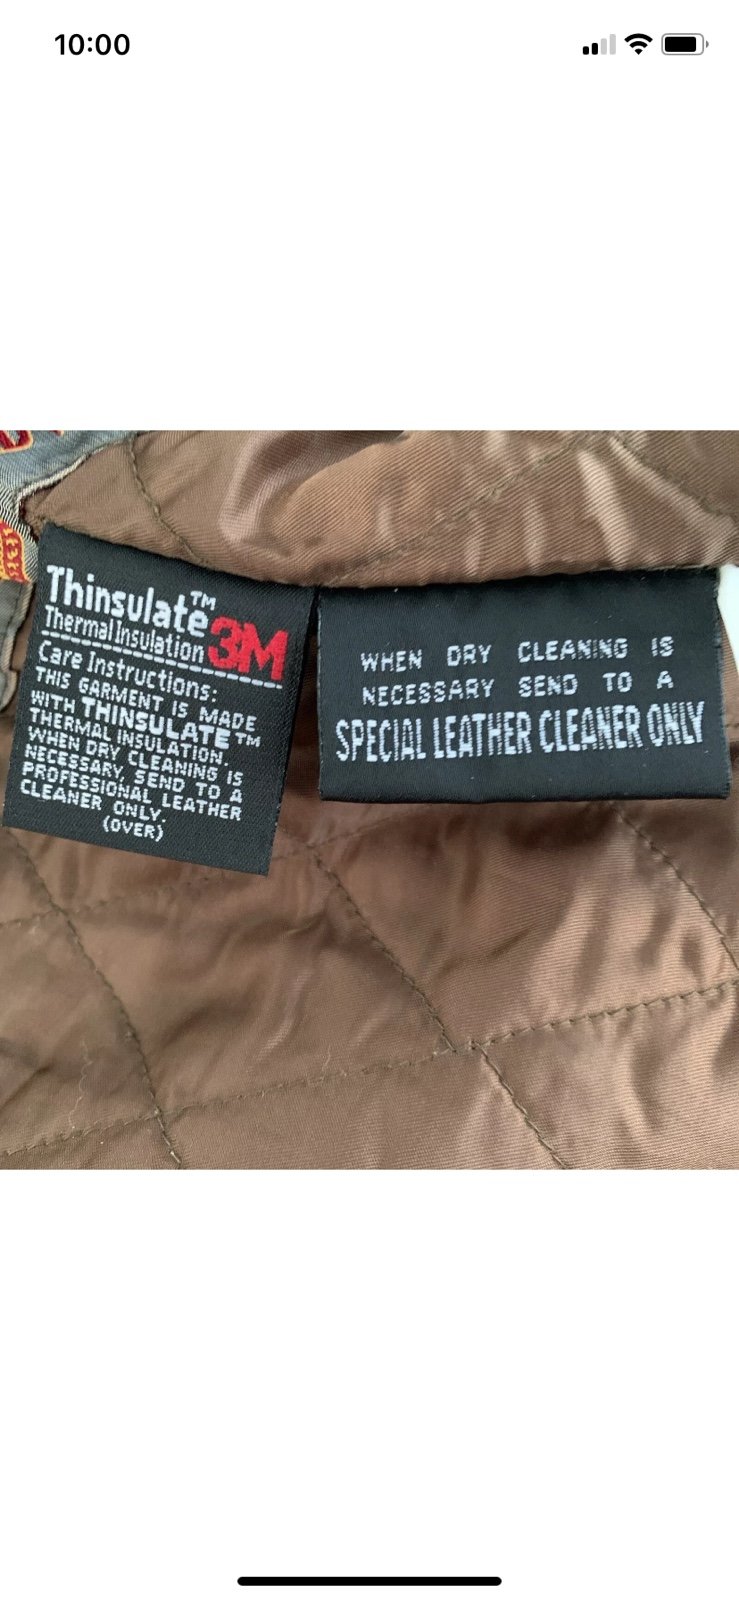 10:00
Thinsulate™
Thermal Insulation 3M
Care Instructions:
THIS GARMENT IS MADE
WITH THINSULATE™
THERMAL INSULATION.
WHEN DRY CLEANING IS
NECESSARY, SEND TO A
PROFESSIONAL LEATHER
CLEANER ONLY.
(OVER)
WHEN DRY CLEANING IS
NECESSARY SEND TO A
SPECIAL LEATHER CLEANER ONLY